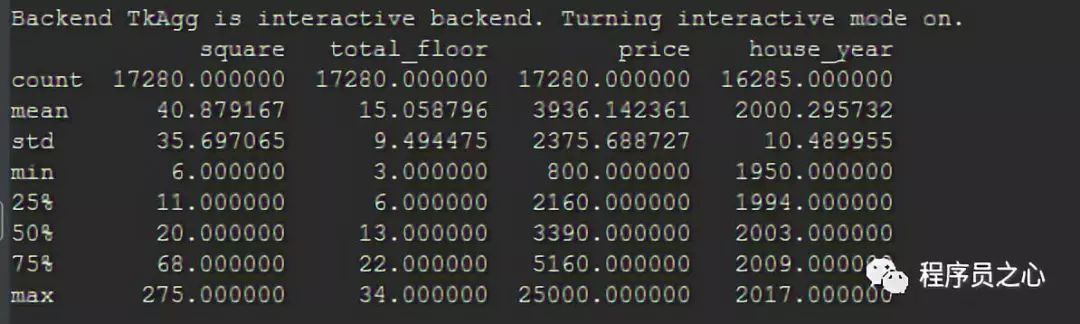 Backend TkAgg is interactive backend. Turning interactive mode on.
square total_floor price house_year
count 17280.000000 17280.000000 17280.000000 16285.000000
mean 40.879167 15.058796 3936.142361 2000.295732
std 35.697065 9.494475 2375.688727 10.489955
min 6.000000 3.000000 800.000000 1950.000000
25% 11.000000 6.000000 2160.000000 1994.000000
50% 20.000000 13.000000 3390.000000 2003.000000
75% 68.000000 22.000000 5160.000000 2009.000000
max 275.000000 34.000000 25000.000000 2017.000000
程序员之心